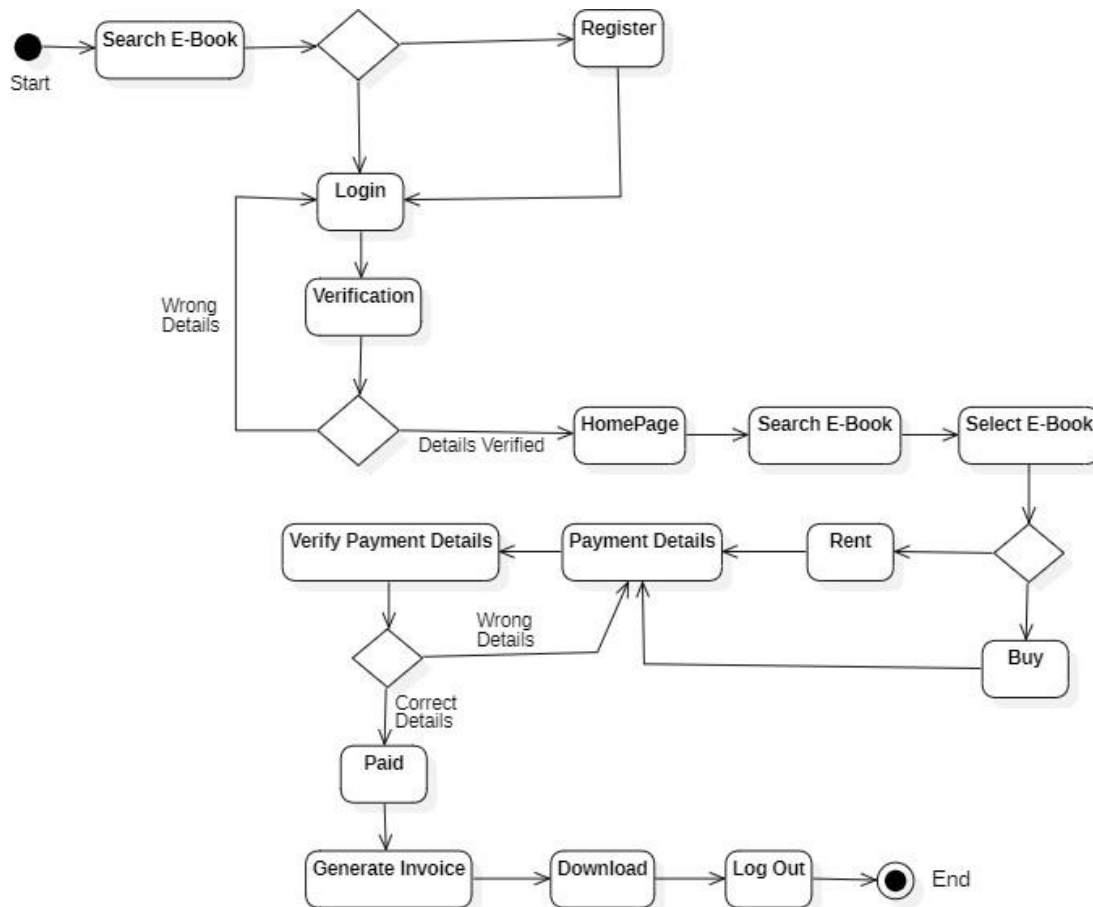 Search E-Book
Register
Start
Login
Verification
Wrong
Details
HomePage
Search E-Book
Select E-Book
Details Verified
Verify Payment Details
Payment Details
Rent
Wrong
Details
Buy
Correct
Details
Paid
Generate Invoice
Download
Log Out
End